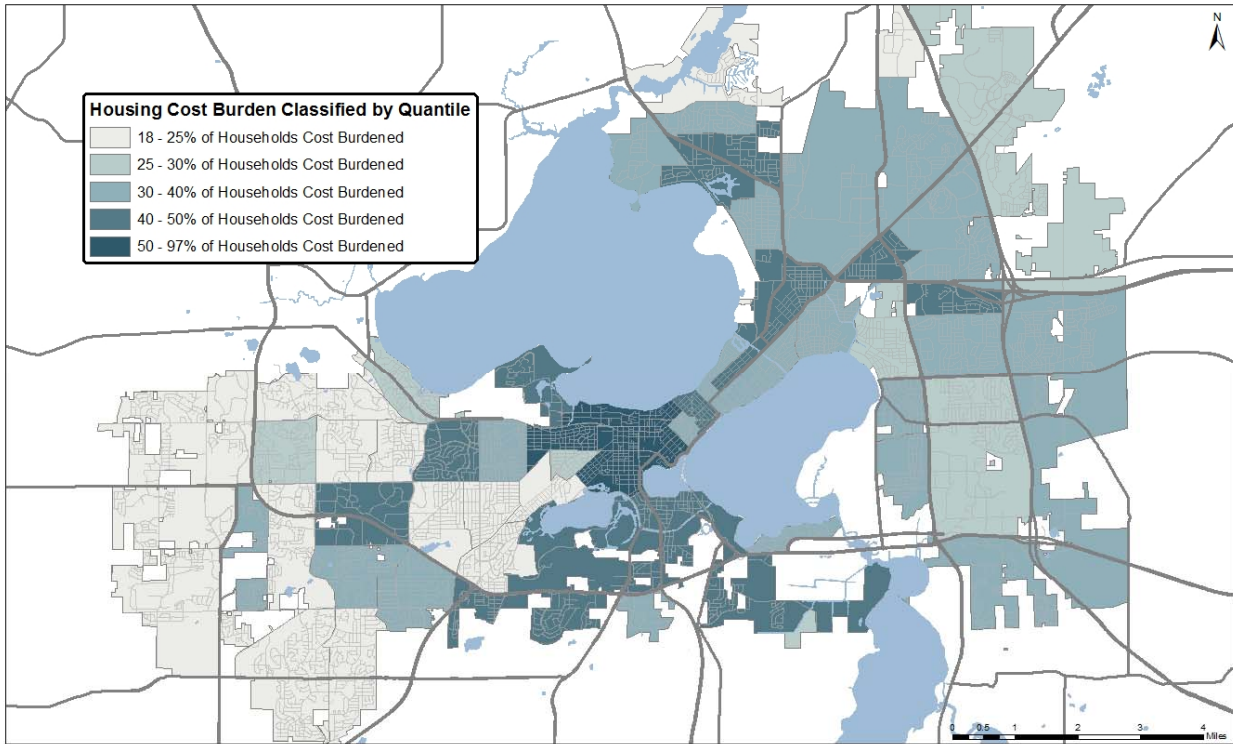 N
Housing Cost Burden Classified by Quantile
18 - 25% of Households Cost Burdened
25 - 30% of Households Cost Burdened
30 - 40% of Households Cost Burdened
40 - 50% of Households Cost Burdened
50 - 97% of Households Cost Burdened
0 0.5 1 2 3 4
Miles